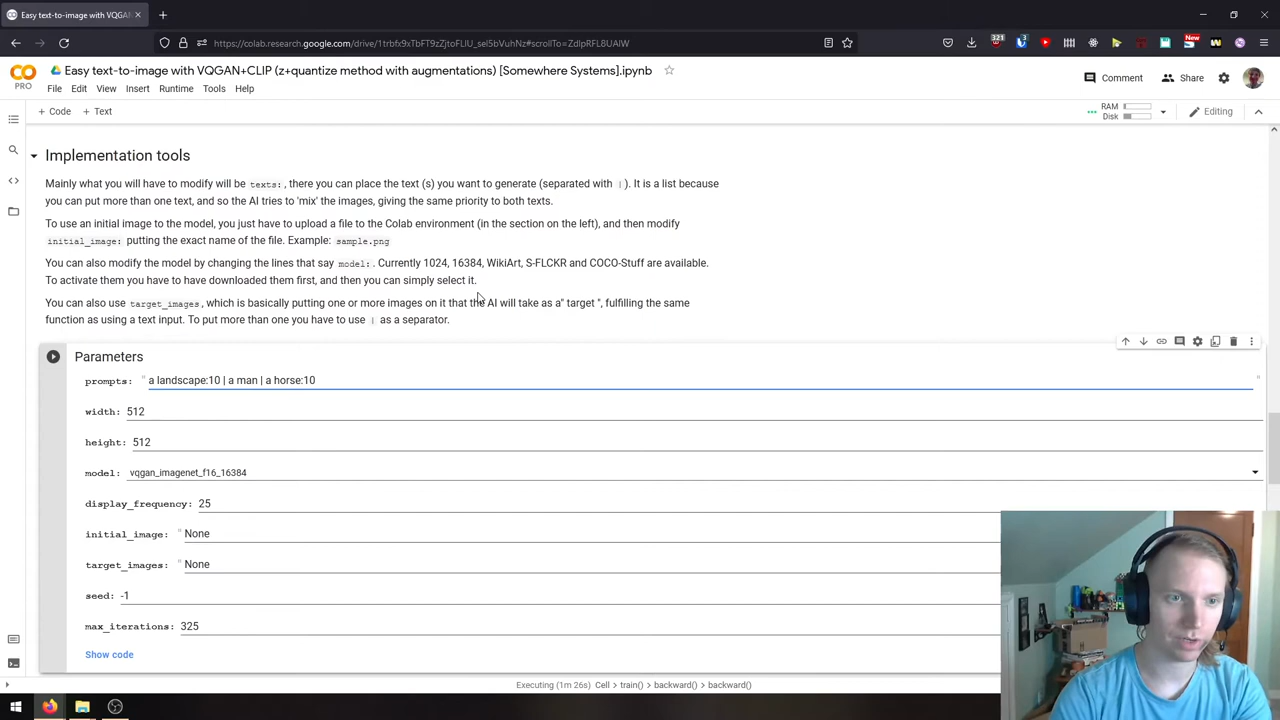 Easy text-to-image with VQGAN
https://colab.research.google.com/drive/1trbfx9xTbFT9zZjtoFLIU_sel5bVuhNz#scrollTo=ZdlpRFL8UAlW
321
New
PRO
Easy text-to-image with VQGAN+CLIP (z+quantize method with augmentations) [Somewhere Systems].ipynb
Comment
Share
File Edit View Insert Runtime Tools Help
+ Code + Text
RAM
Disk
Editing
Implementation tools
Mainly what you will have to modify will be texts:, there you can place the text (s) you want to generate (separated with | ). It is a list because
you can put more than one text, and so the AI tries to 'mix' the images, giving the same priority to both texts.
To use an initial image to the model, you just have to upload a file to the Colab environment (in the section on the left), and then modify
initial_image: putting the exact name of the file. Example: sample.png
You can also modify the model by changing the lines that say model:. Currently 1024, 16384, WikiArt, S-FLCKR and COCO-Stuff are available.
To activate them you have to have downloaded them first, and then you can simply select it.
You can also use target_images, which is basically putting one or more images on it that the AI will take as a" target ", fulfilling the same
function as using a text input. To put more than one you have to use | as a separator.
Parameters
prompts: " a landscape:10 | a man | a horse:10 "
width: 512
height: 512
model: vqgan_imagenet_f16_16384
display_frequency: 25
initial_image: " None
target_images: " None
seed: -1
max_iterations: 325
Show code
Executing (1m 26s) Cell > train() > backward() > backward()